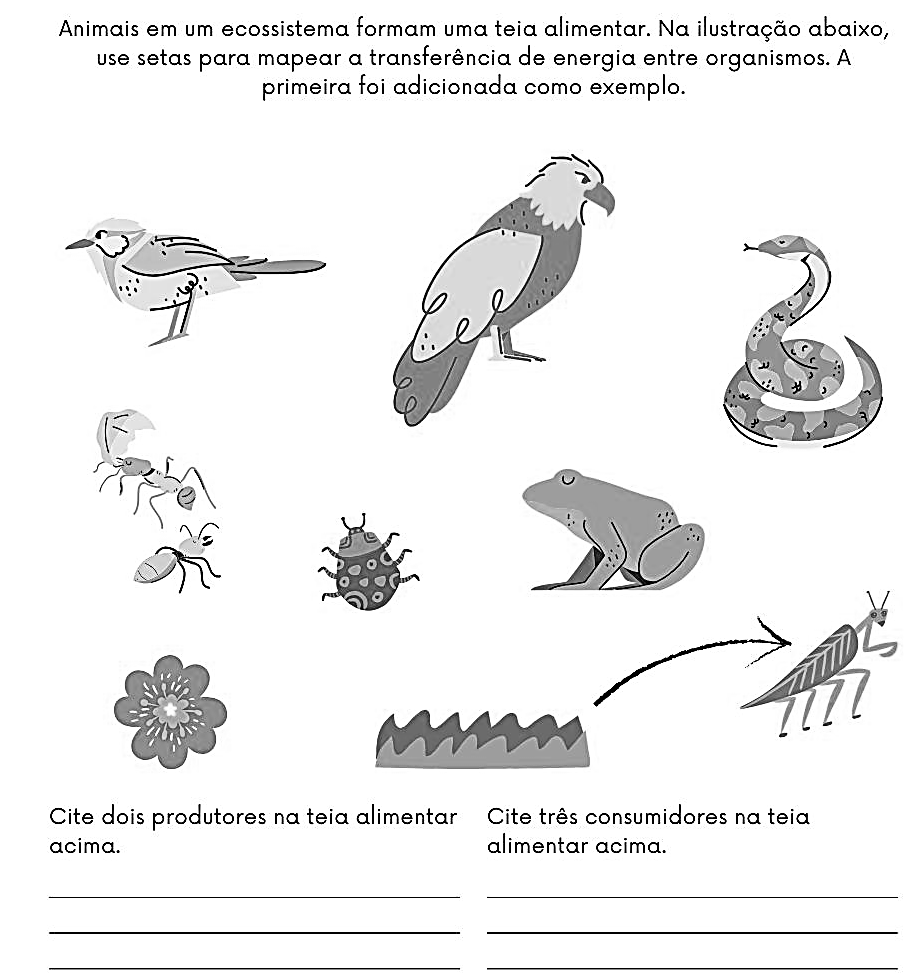 Animais em um ecossistema formam uma teia alimentar. Na ilustração abaixo,
use setas para mapear a transferência de energia entre organismos. A
primeira foi adicionada como exemplo.
Cite dois produtores na teia alimentar
acima.
Cite três consumidores na teia
alimentar acima.